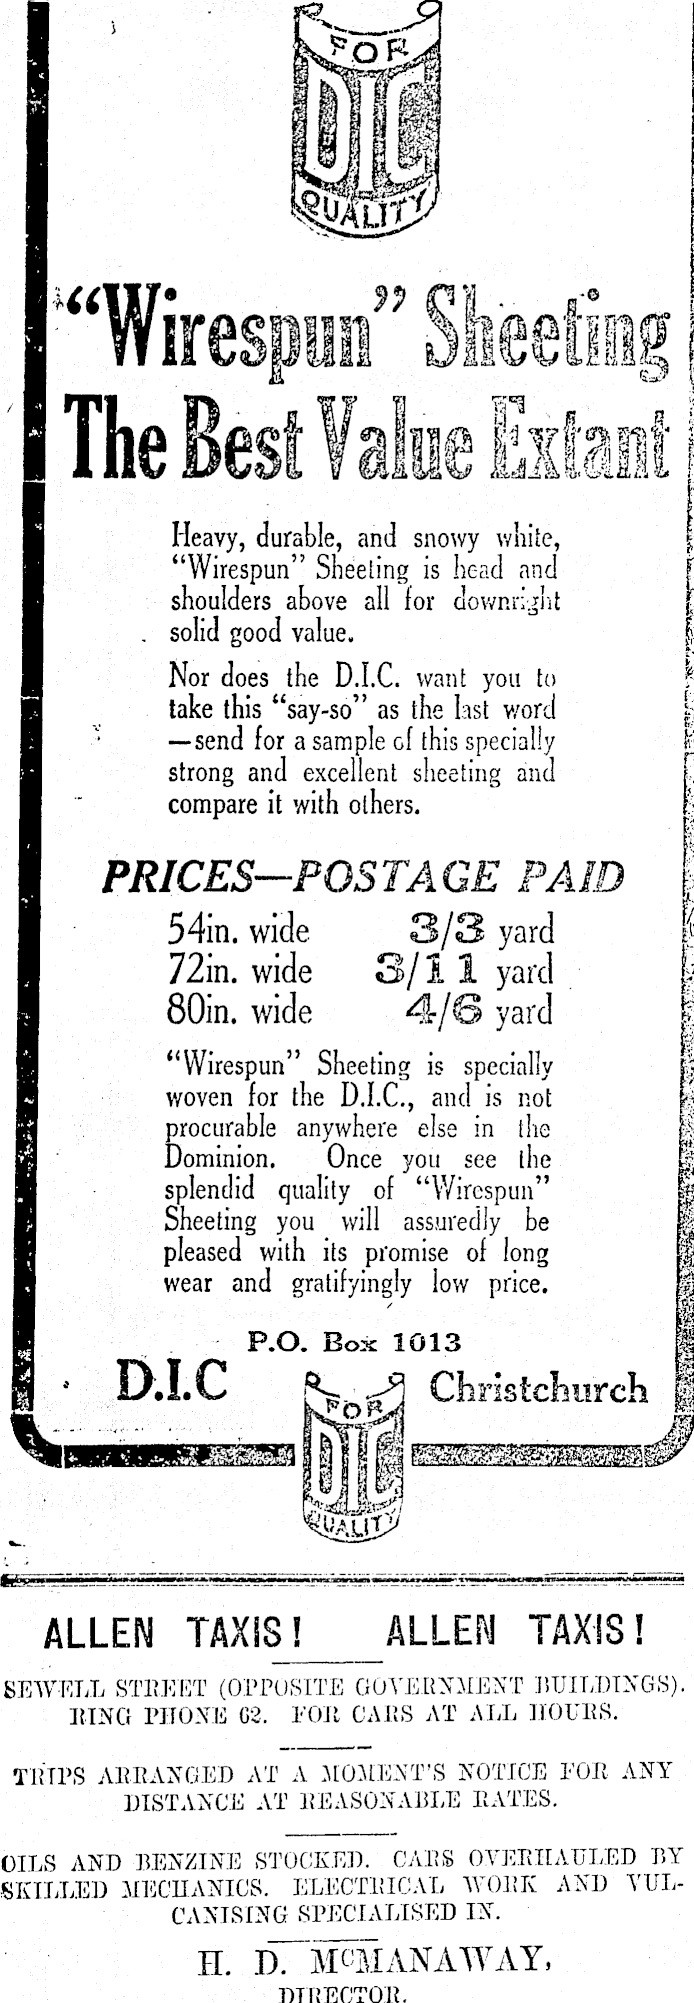 FOR
DIC
QUALITY
"Wirespun" Sheeting
The Best Value Extant
Heavy, durable, and snowy white,
"Wirespun" Sheeting is head and
shoulders above all for downright
solid good value.
Nor does the D.I.C. want you to
take this "say-so" as the last word
—send for a sample of this specially
strong and excellent sheeting and
compare it with others.
PRICES—POSTAGE PAID
54in. wide 3/3 yard
72in. wide 3/11 yard
80in. wide 4/6 yard
"Wirespun" Sheeting is specially
woven for the D.I.C., and is not
procurable anywhere else in the
Dominion. Once you see the
splendid quality of "Wirespun"
Sheeting you will assuredly be
pleased with its promise of long
wear and gratifyingly low price.
P.O. Box 1013
D.I.C Christchurch
FOR
DIC
QUALITY
ALLEN TAXIS! ALLEN TAXIS!
SEWELL STREET (OPPOSITE GOVERNMENT BUILDINGS).
RING PHONE 62. FOR CARS AT ALL HOURS.
TRIPS ARRANGED AT A MOMENT'S NOTICE FOR ANY
DISTANCE AT REASONABLE RATES.
OILS AND BENZINE STOCKED. CARS OVERHAULED BY
SKILLED MECHANICS. ELECTRICAL WORK AND VUL-
CANISING SPECIALISED IN.
H. D. McMANAWAY,
DIRECTOR.